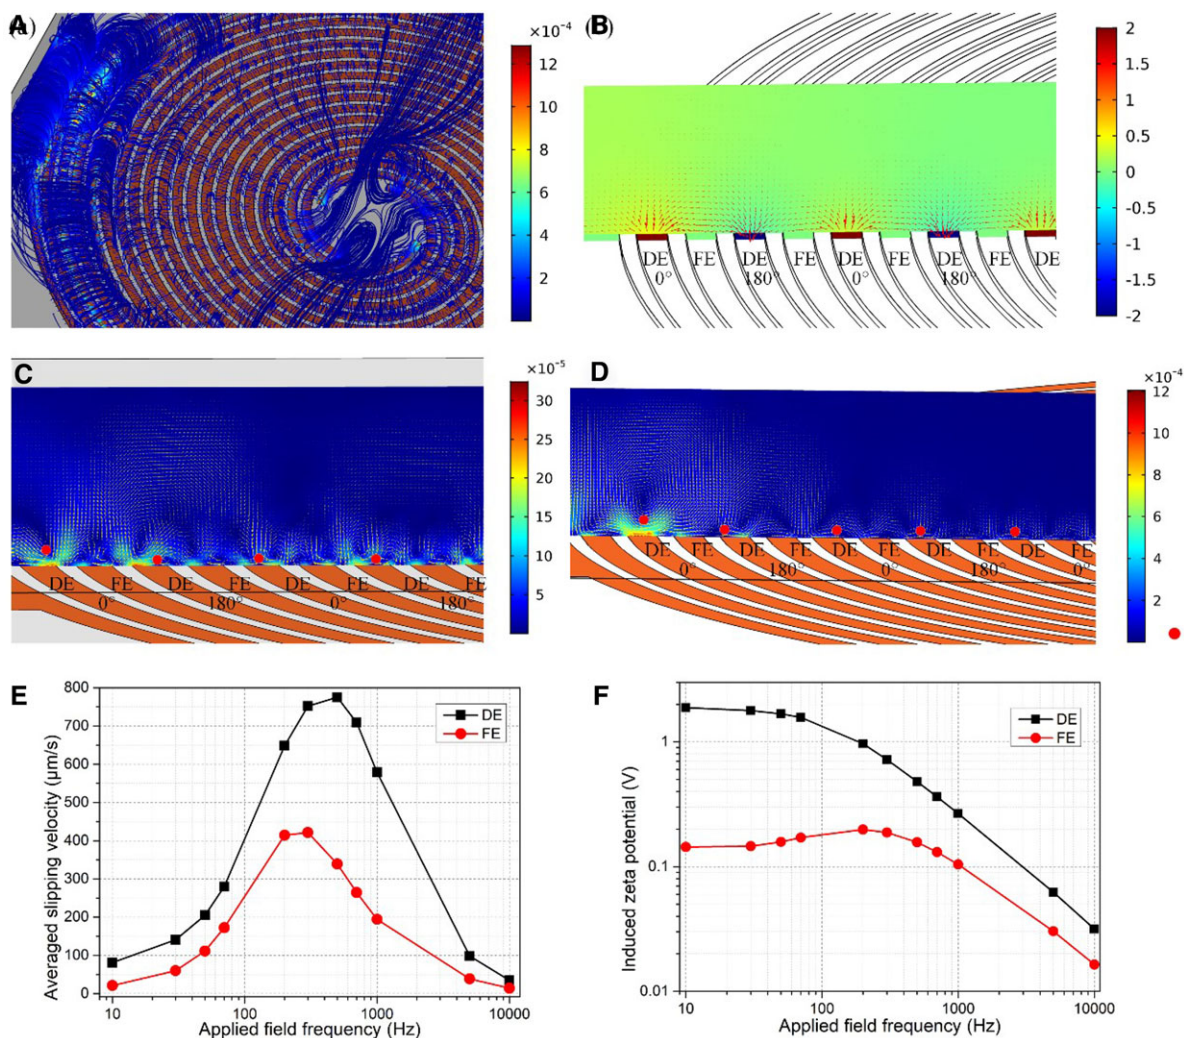 A
×10⁻⁴
12
10
8
6
4
2
B
2
1.5
1
0.5
0
-0.5
-1
-1.5
-2
DE FE DE FE DE FE DE FE DE
0° 180° 0° 180°
C
×10⁻⁵
30
25
20
15
10
5
DE FE DE FE DE FE DE FE
0° 180° 0° 180°
D
×10⁻⁴
12
10
8
6
4
2
DE FE DE FE DE FE DE FE DE FE
0° 180° 0° 180° 0°
E
800
700
600
500
400
300
200
100
0
Averaged slipping velocity (μm/s)
DE
FE
10 100 1000 10000
Applied field frequency (Hz)
F
1
0.1
0.01
Induced zeta potential (V)
DE
FE
10 100 1000 10000
Applied field frequency (Hz)